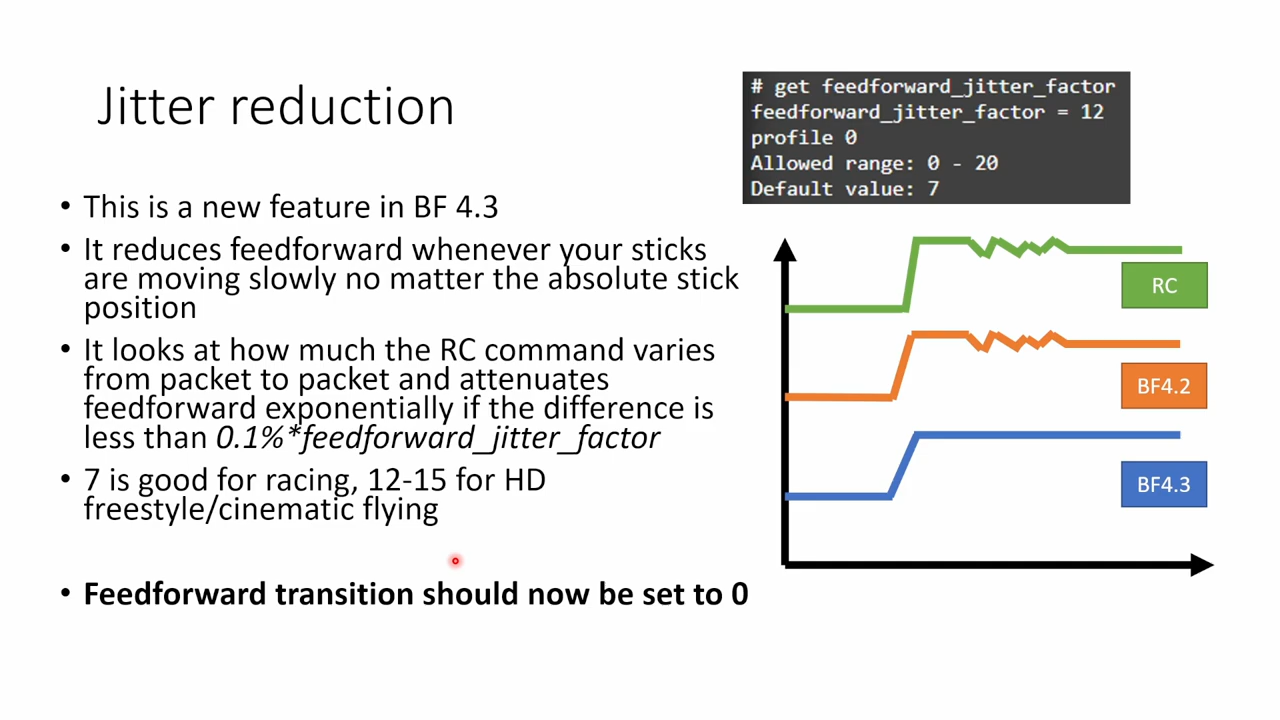 Jitter reduction
# get feedforward_jitter_factor
feedforward_jitter_factor = 12
profile 0
Allowed range: 0 - 20
Default value: 7
• This is a new feature in BF 4.3
• It reduces feedforward whenever your sticks
are moving slowly no matter the absolute stick
position
• It looks at how much the RC command varies
from packet to packet and attenuates
feedforward exponentially if the difference is
less than 0.1%*feedforward_jitter_factor
• 7 is good for racing, 12-15 for HD
freestyle/cinematic flying
• Feedforward transition should now be set to 0
RC
BF4.2
BF4.3